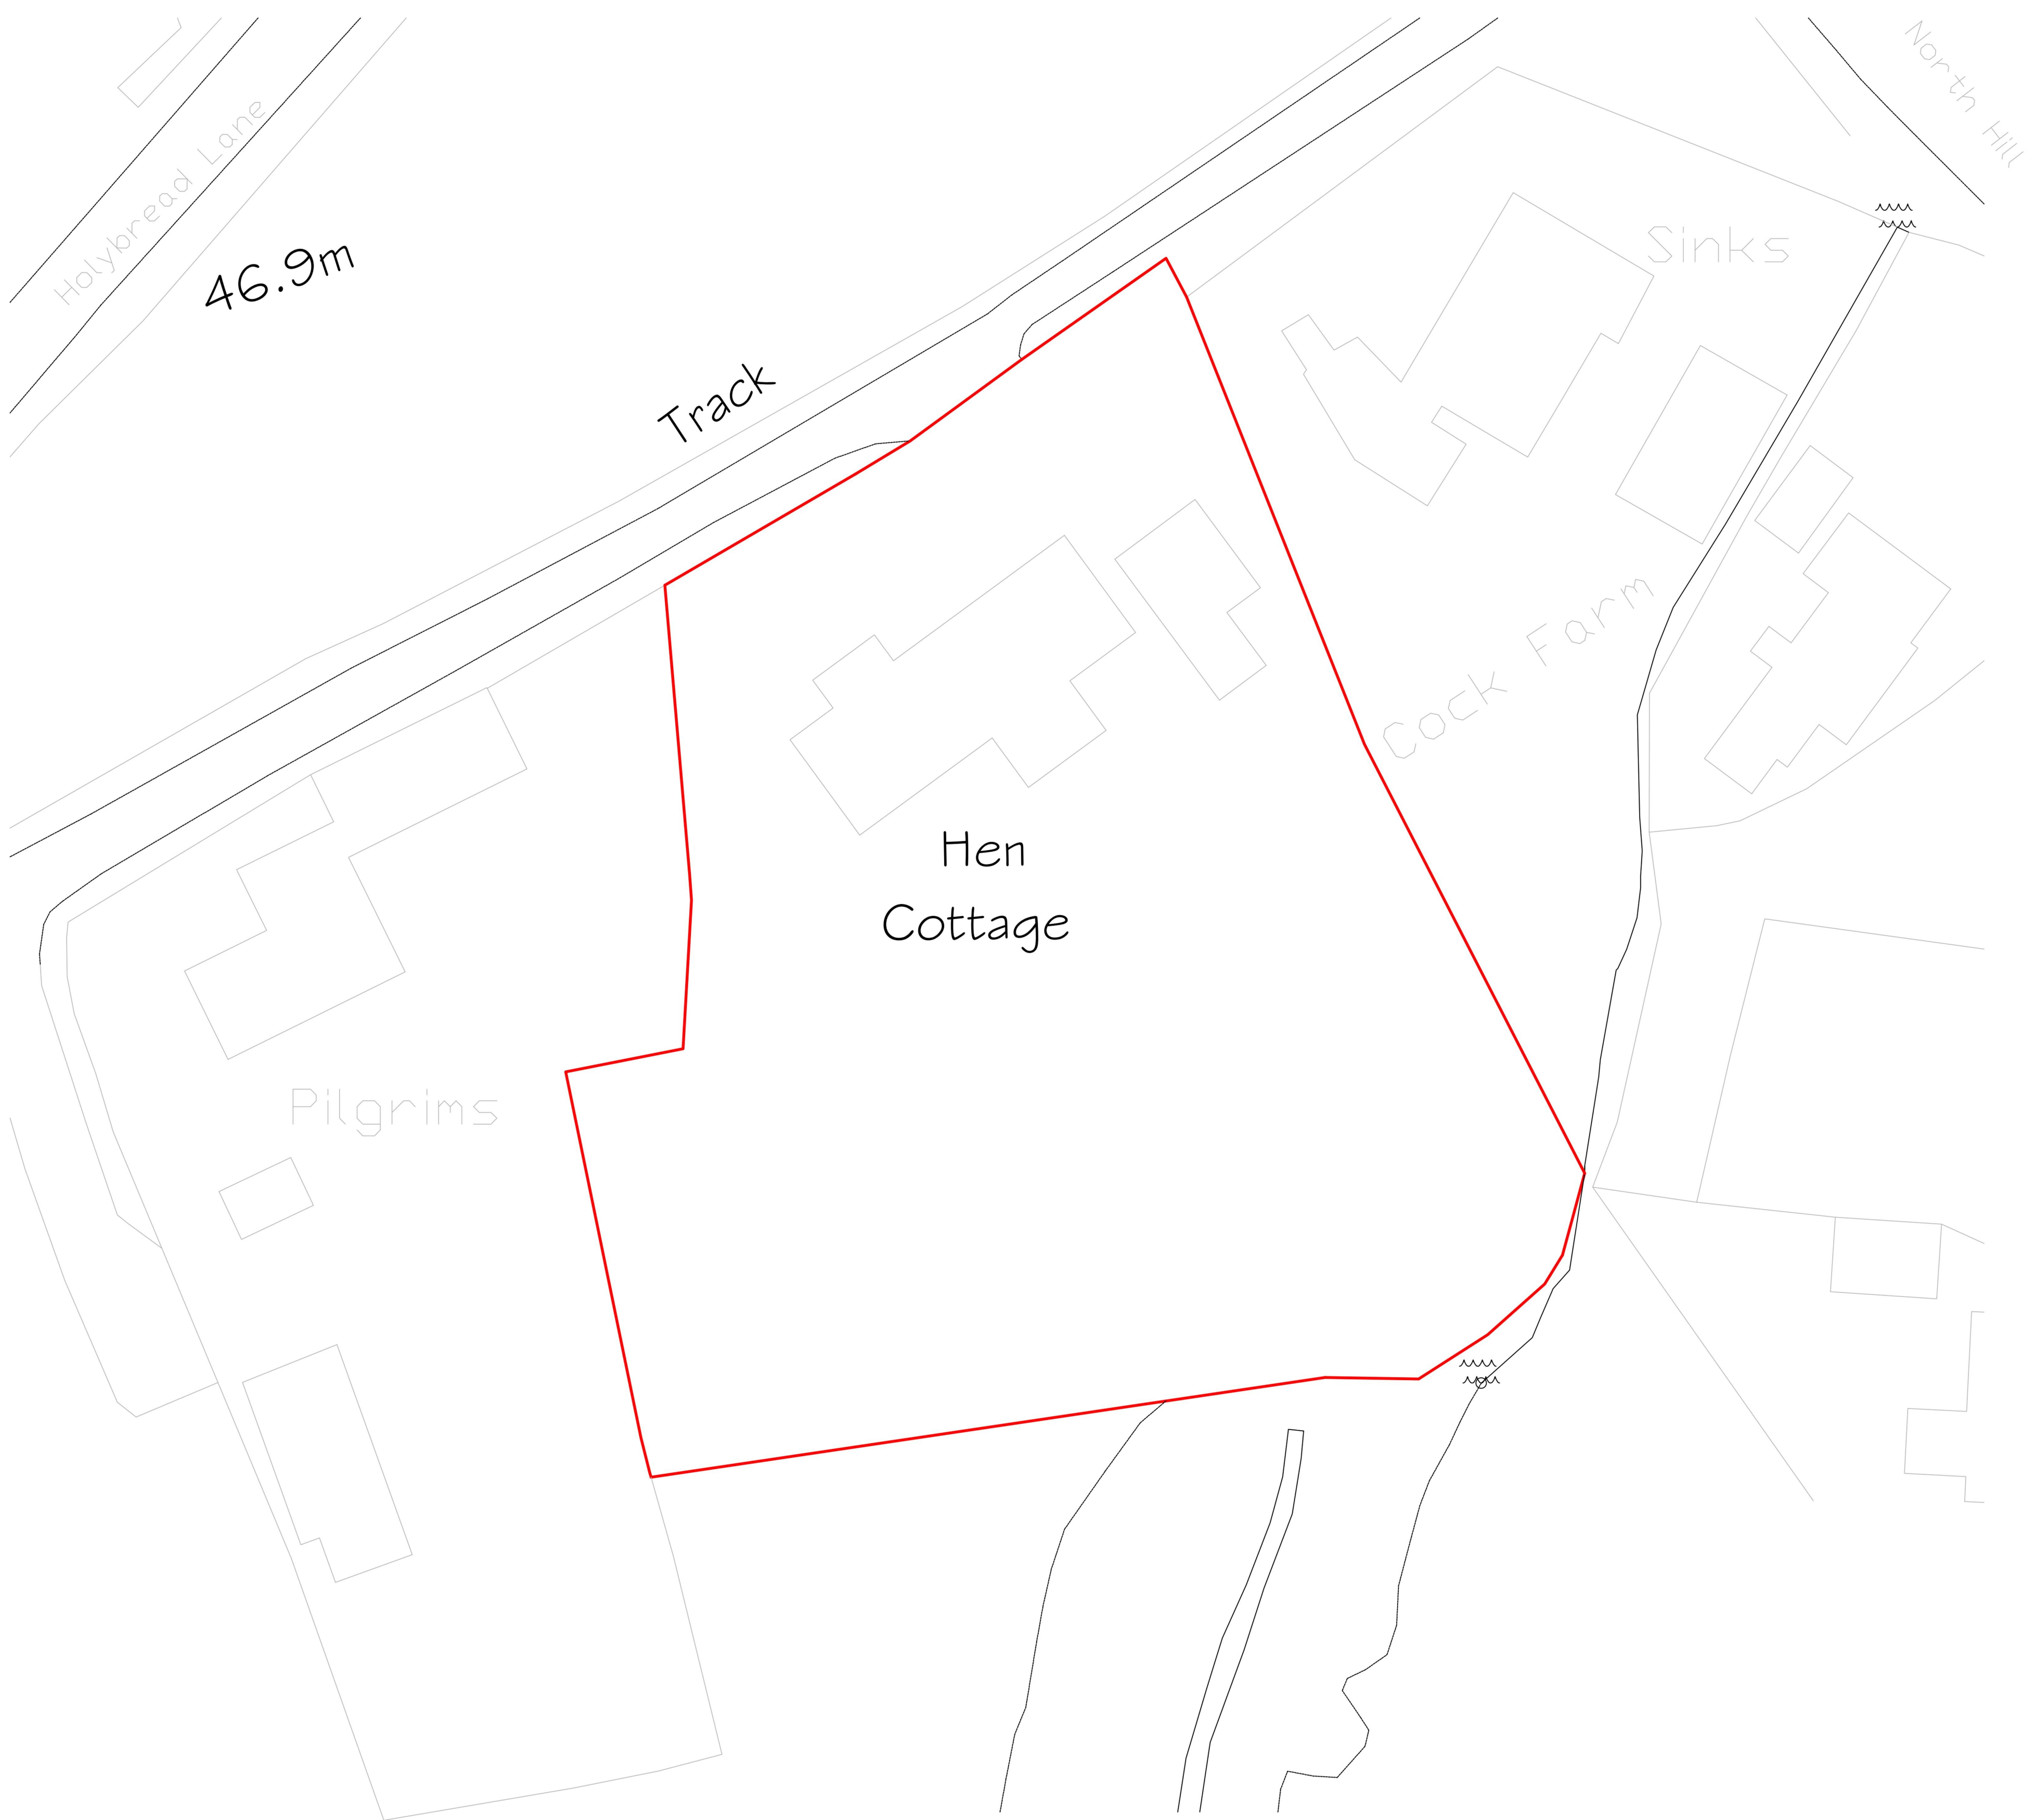 Holybread Lane
North Hill
46.9m
Sinks
Track
Cock Farm
Hen
Cottage
Pilgrims